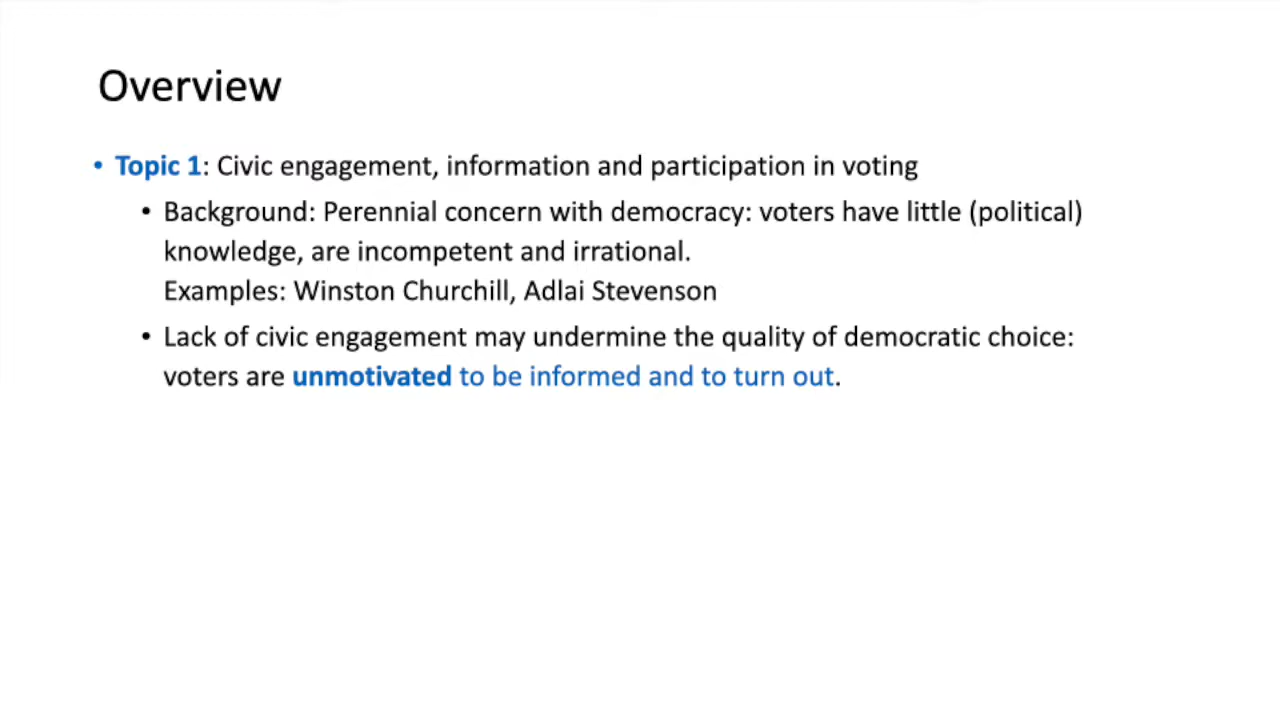 Overview
• Topic 1: Civic engagement, information and participation in voting
• Background: Perennial concern with democracy: voters have little (political)
knowledge, are incompetent and irrational.
Examples: Winston Churchill, Adlai Stevenson
• Lack of civic engagement may undermine the quality of democratic choice:
voters are unmotivated to be informed and to turn out.